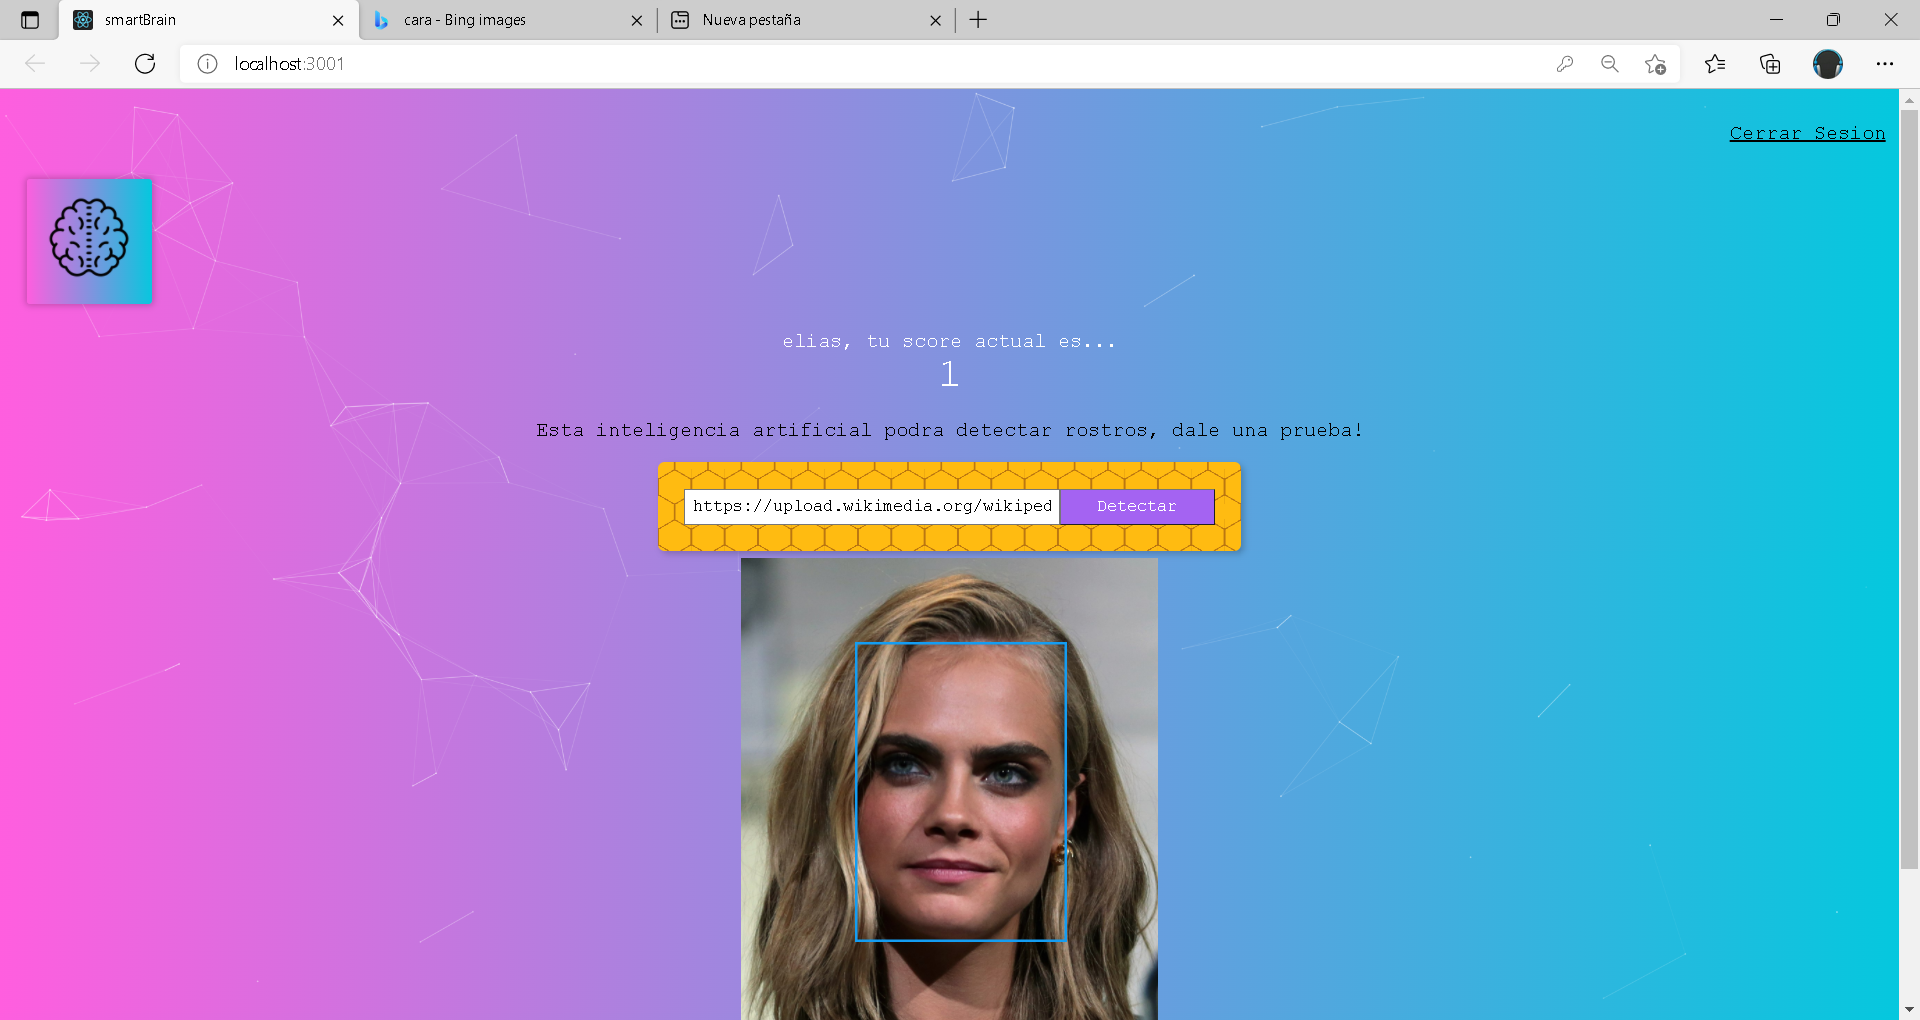 smartBrain
cara - Bing images
Nueva pestaña
localhost:3001
Cerrar Sesion
elias, tu score actual es...
1
Esta inteligencia artificial podra detectar rostros, dale una prueba!
https://upload.wikimedia.org/wikiped
Detectar